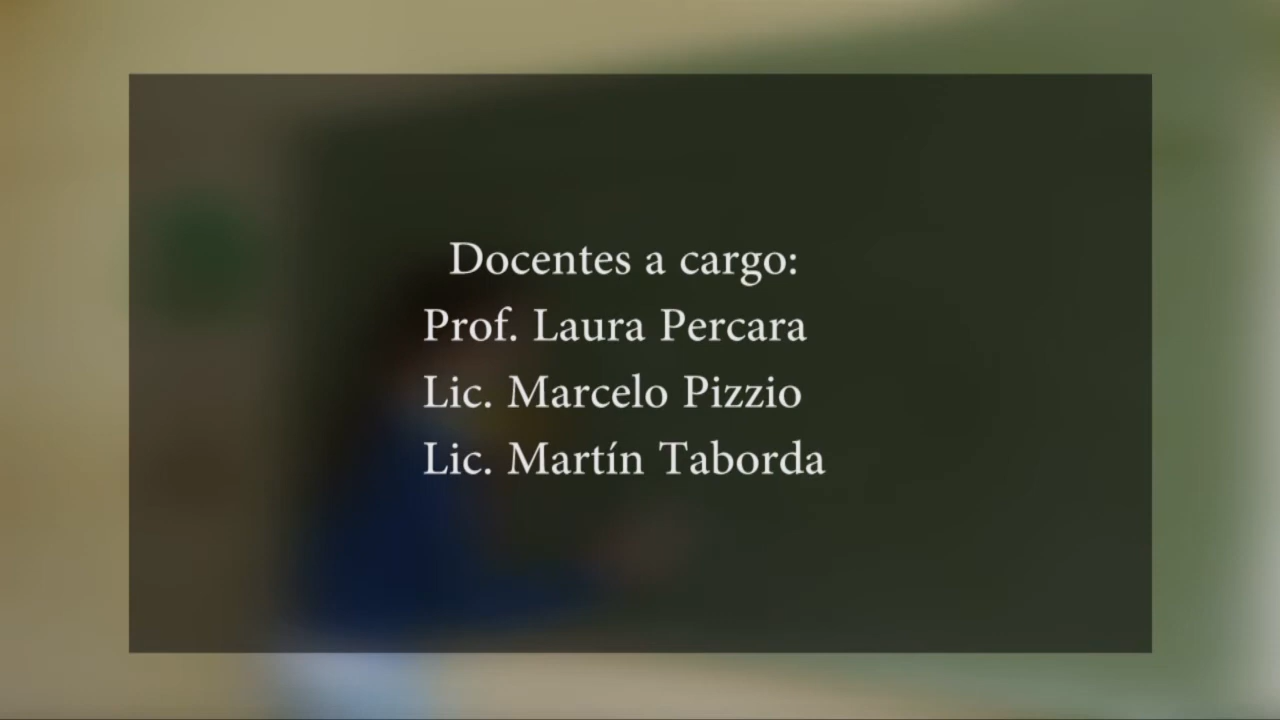 Docentes a cargo:
Prof. Laura Percara
Lic. Marcelo Pizzio
Lic. Martín Taborda